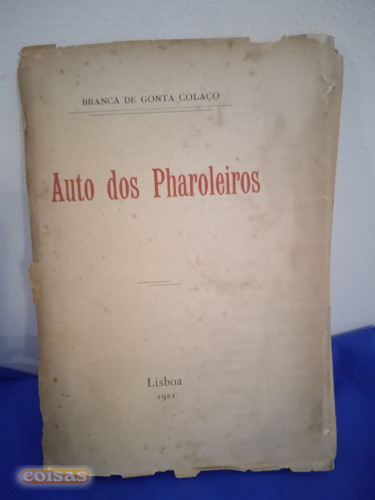 BRANCA DE GONTA COLAÇO
Auto dos Pharoleiros
Lisboa
1921
coisas